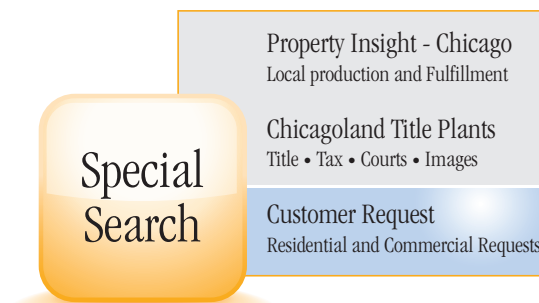 Property Insight - Chicago
Local production and Fulfillment
Chicagoland Title Plants
Title • Tax • Courts • Images
Special
Search
Customer Request
Residential and Commercial Requests